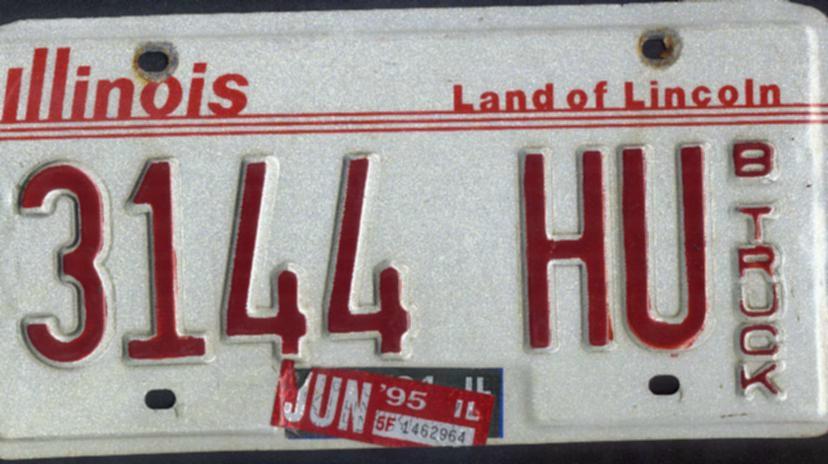 Illinois Land of Lincoln
3144 HU B TRUCK
JUN '95 IL
5F 1462964